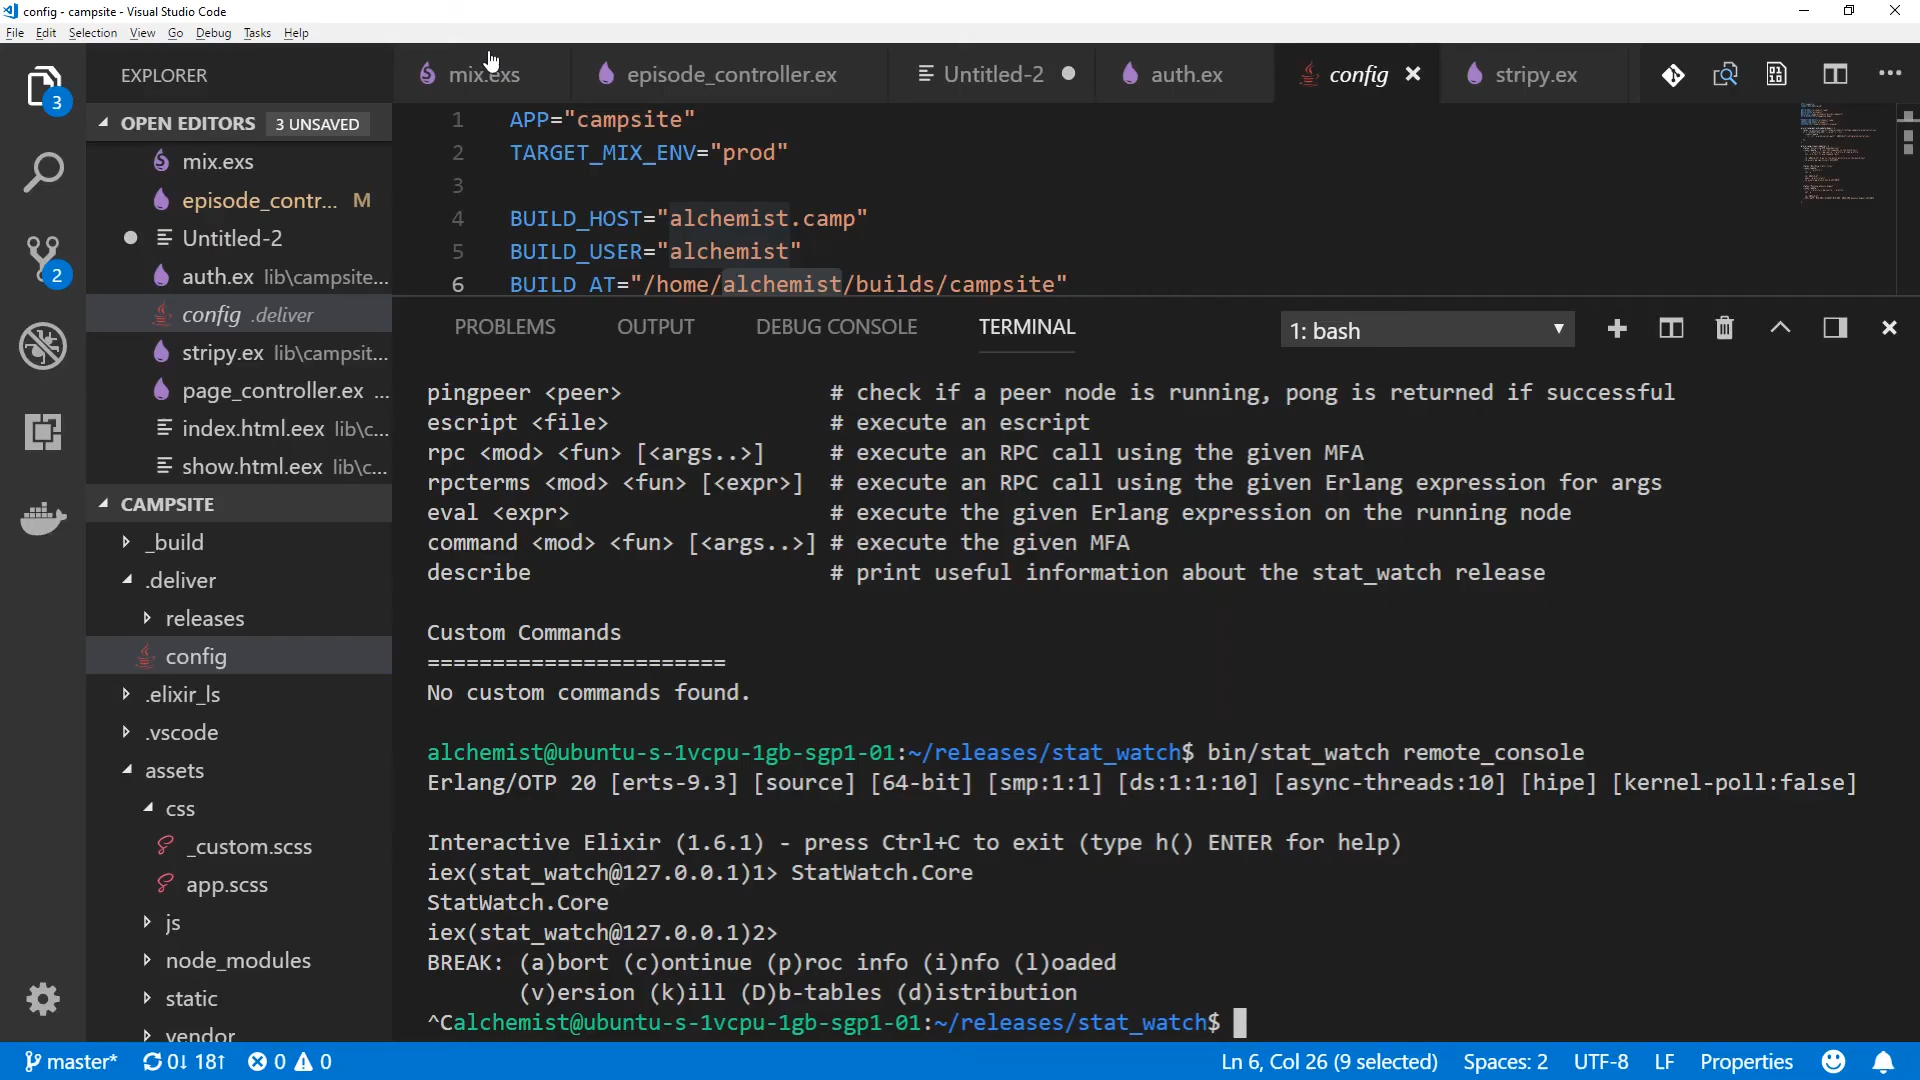 config - campsite - Visual Studio Code
File Edit Selection View Go Debug Tasks Help
EXPLORER
3
OPEN EDITORS 3 UNSAVED
mix.exs
episode_contr... M
Untitled-2
auth.ex lib\campsite...
config .deliver
stripy.ex lib\campsit...
page_controller.ex ...
index.html.eex lib\c...
show.html.eex lib\c...
2
CAMPSITE
_build
.deliver
releases
config
.elixir_ls
.vscode
assets
css
_custom.scss
app.scss
js
node_modules
static
vendor
mix.exs episode_controller.ex Untitled-2 auth.ex config stripy.ex
1 APP="campsite"
2 TARGET_MIX_ENV="prod"
3
4 BUILD_HOST="alchemist.camp"
5 BUILD_USER="alchemist"
6 BUILD_AT="/home/alchemist/builds/campsite"
PROBLEMS OUTPUT DEBUG CONSOLE TERMINAL 1: bash
pingpeer <peer> # check if a peer node is running, pong is returned if successful
escript <file> # execute an escript
rpc <mod> <fun> [<args..>] # execute an RPC call using the given MFA
rpcterms <mod> <fun> [<expr>] # execute an RPC call using the given Erlang expression for args
eval <expr> # execute the given Erlang expression on the running node
command <mod> <fun> [<args..>] # execute the given MFA
describe # print useful information about the stat_watch release
Custom Commands
=======================
No custom commands found.
alchemist@ubuntu-s-1vcpu-1gb-sgp1-01:~/releases/stat_watch$ bin/stat_watch remote_console
Erlang/OTP 20 [erts-9.3] [source] [64-bit] [smp:1:1] [ds:1:1:10] [async-threads:10] [hipe] [kernel-poll:false]
Interactive Elixir (1.6.1) - press Ctrl+C to exit (type h() ENTER for help)
iex(stat_watch@127.0.0.1)1> StatWatch.Core
StatWatch.Core
iex(stat_watch@127.0.0.1)2>
BREAK: (a)bort (c)ontinue (p)roc info (i)nfo (l)oaded
(v)ersion (k)ill (D)b-tables (d)istribution
^Calchemist@ubuntu-s-1vcpu-1gb-sgp1-01:~/releases/stat_watch$
master* 0↓ 18↑ 0 0 Ln 6, Col 26 (9 selected) Spaces: 2 UTF-8 LF Properties